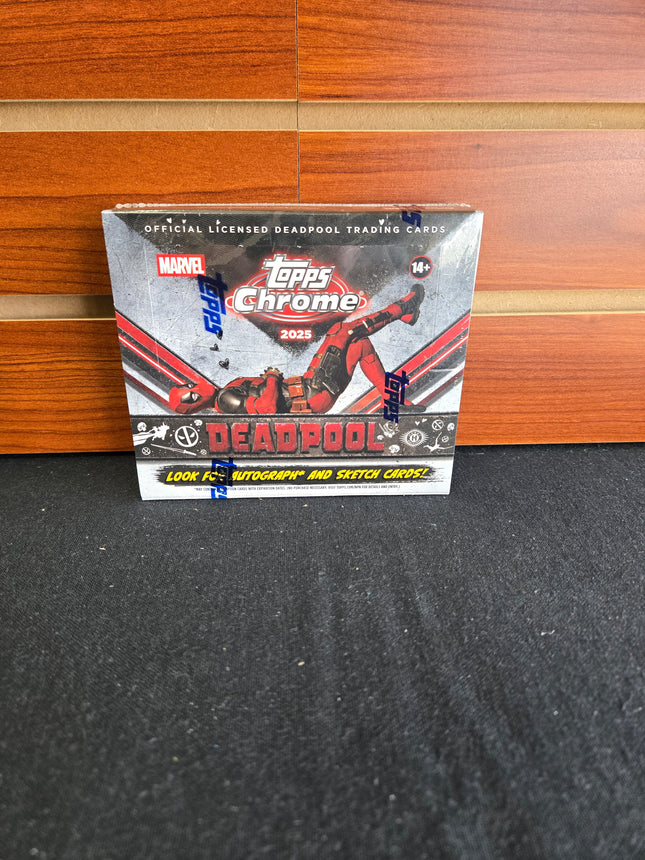 OFFICIAL LICENSED DEADPOOL TRADING CARDS
MARVEL
Topps
Chrome®
14+
2025
Topps
Topps
DEADPOOL
Topps
LOOK FOR AUTOGRAPH* AND SKETCH CARDS!